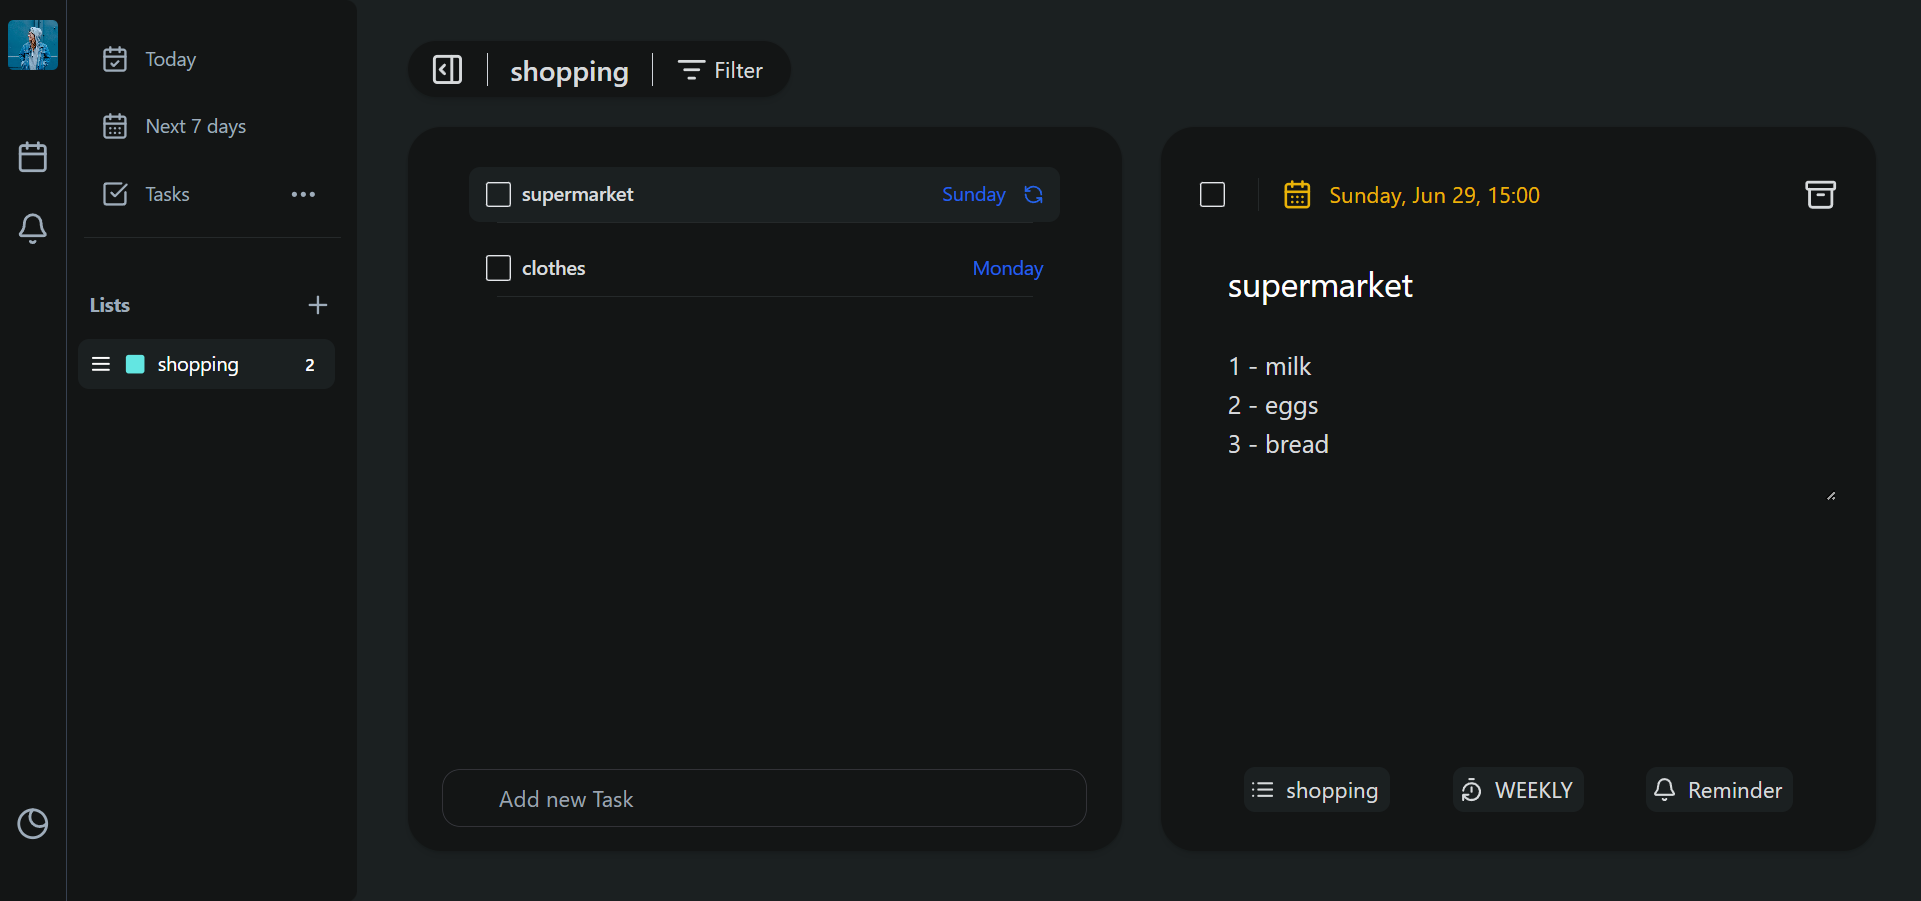 Today
Next 7 days
Tasks
Lists
shopping 2
shopping Filter
supermarket Sunday
clothes Monday
Add new Task
Sunday, Jun 29, 15:00
supermarket
1 - milk
2 - eggs
3 - bread
shopping WEEKLY Reminder